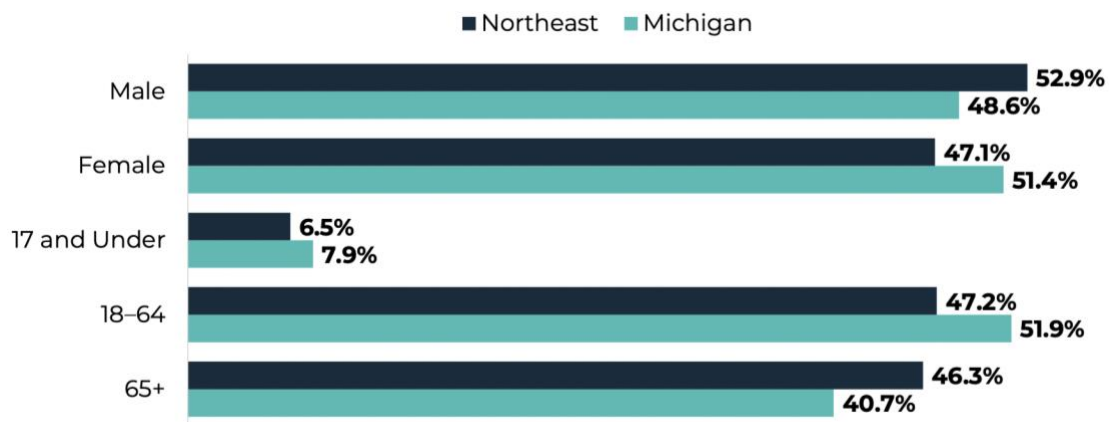 Northeast Michigan
Male 52.9%
48.6%
Female 47.1%
51.4%
17 and Under 6.5%
7.9%
18–64 47.2%
51.9%
65+ 46.3%
40.7%